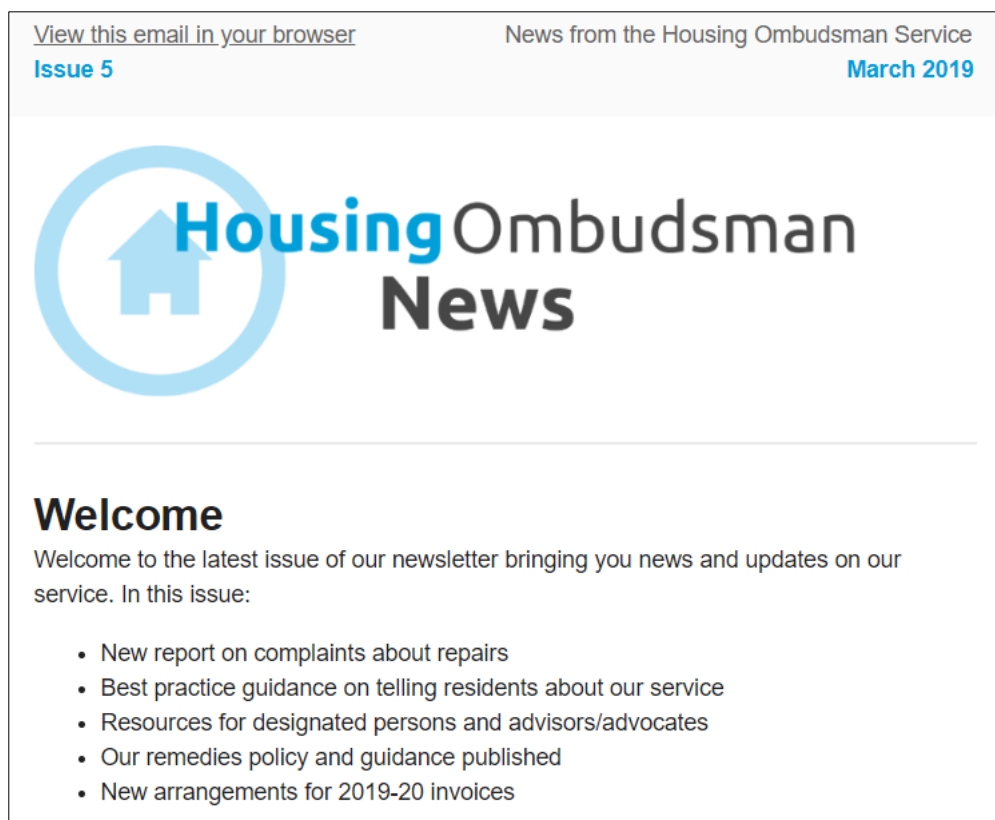 View this email in your browser
News from the Housing Ombudsman Service
Issue 5
March 2019
HousingOmbudsman
News
Welcome
Welcome to the latest issue of our newsletter bringing you news and updates on our
service. In this issue:
• New report on complaints about repairs
• Best practice guidance on telling residents about our service
• Resources for designated persons and advisors/advocates
• Our remedies policy and guidance published
• New arrangements for 2019-20 invoices